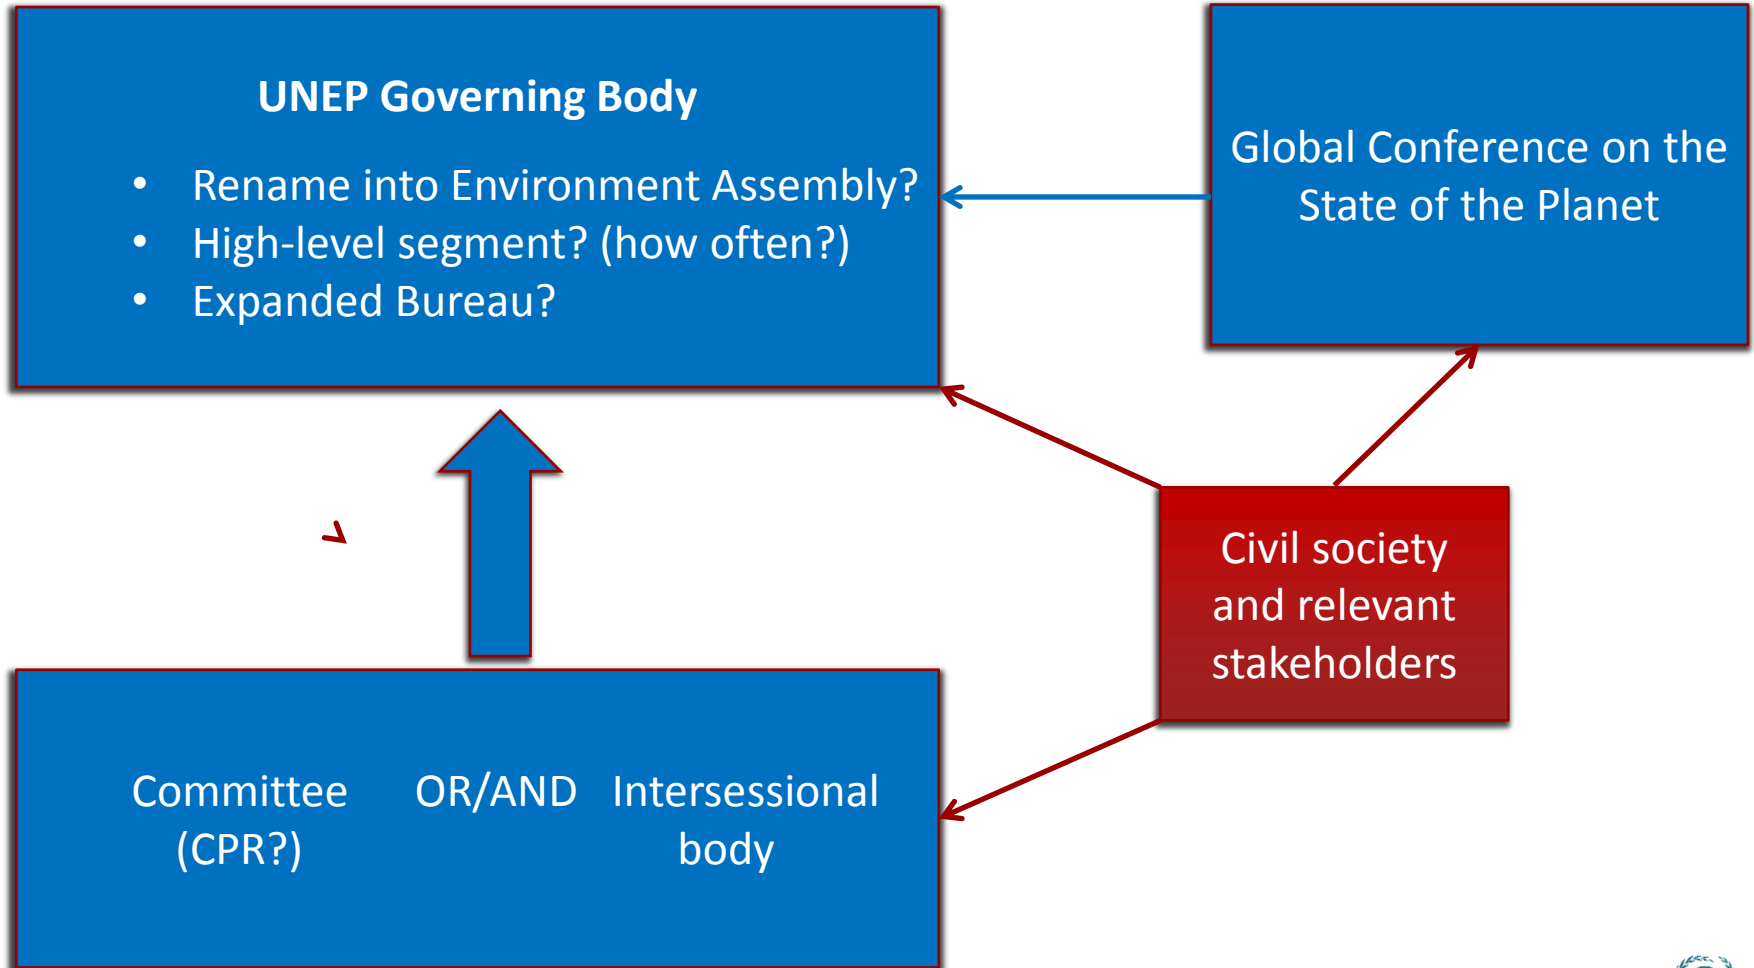 UNEP Governing Body
• Rename into Environment Assembly?
• High-level segment? (how often?)
• Expanded Bureau?
Global Conference on the
State of the Planet
Civil society
and relevant
stakeholders
Committee OR/AND Intersessional
(CPR?) body